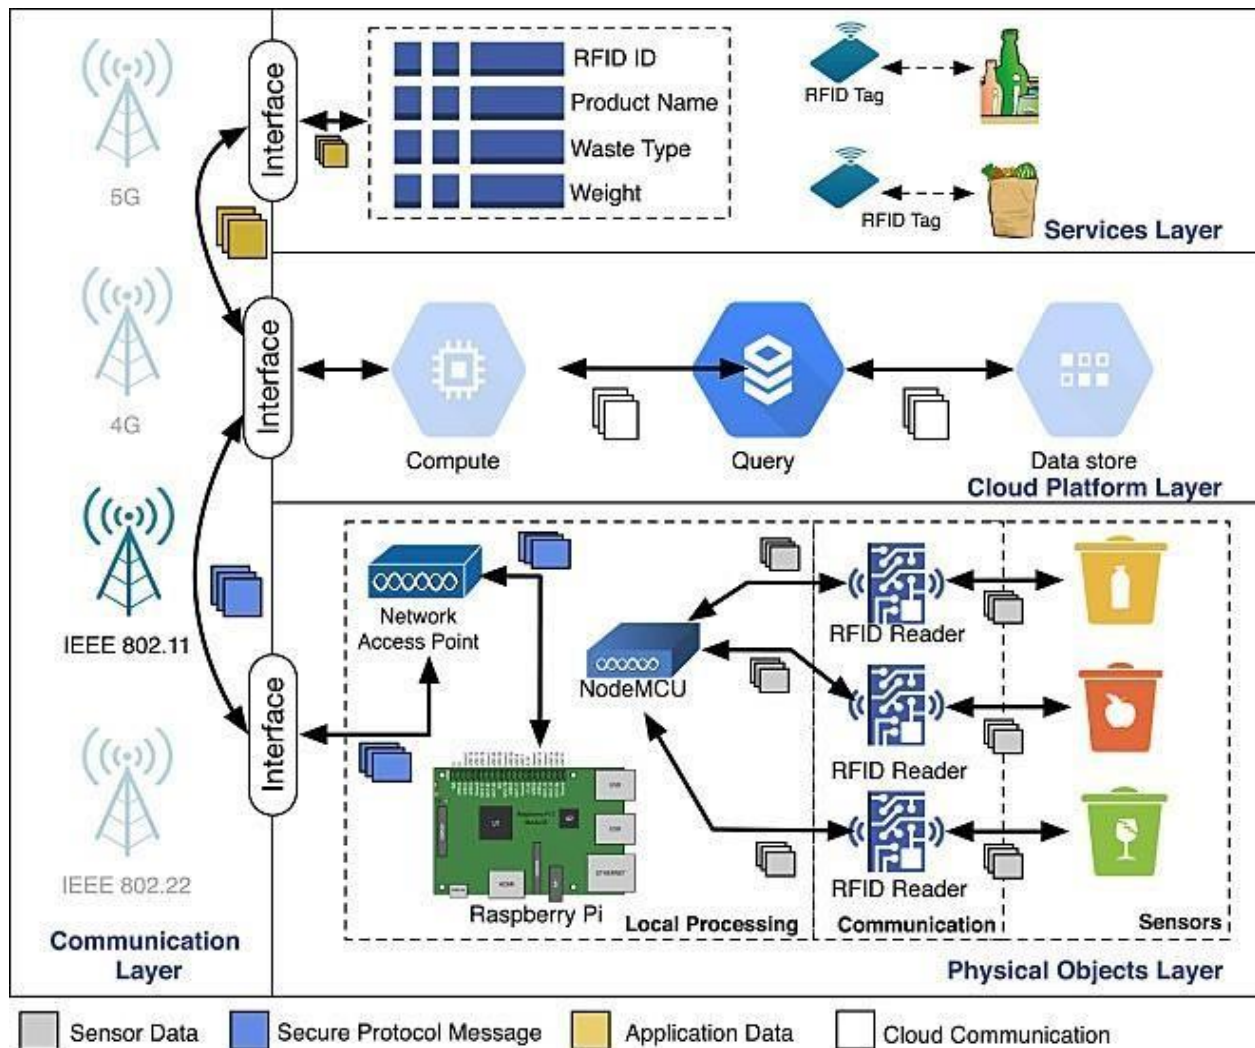 5G
Interface
RFID ID
Product Name
Waste Type
Weight
RFID Tag
RFID Tag
Services Layer
4G
Interface
Compute
Query
Data store
Cloud Platform Layer
IEEE 802.11
Interface
Network
Access Point
NodeMCU
RFID Reader
RFID Reader
RFID Reader
Raspberry Pi
Local Processing
Communication
Sensors
IEEE 802.22
Communication
Layer
Physical Objects Layer
Sensor Data
Secure Protocol Message
Application Data
Cloud Communication